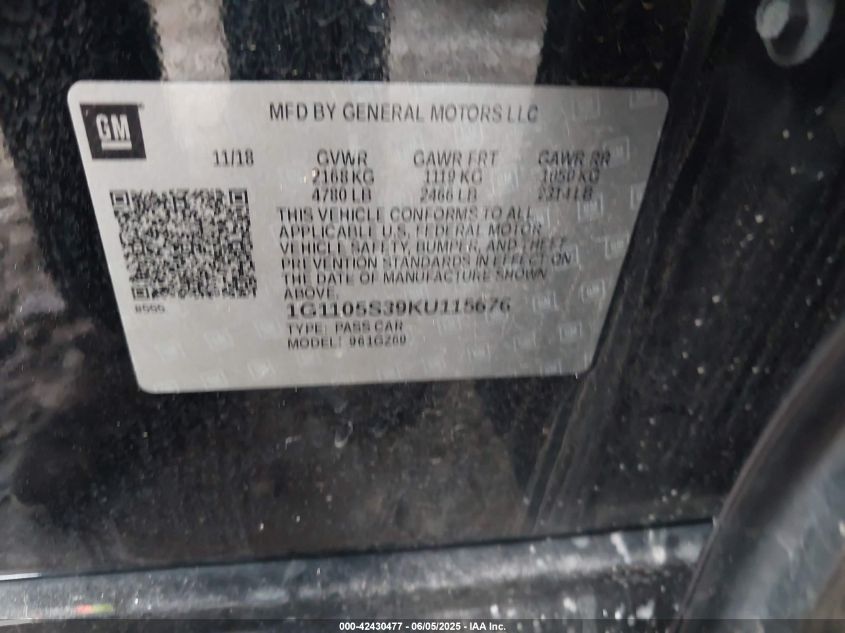 GM
MFD BY GENERAL MOTORS LLC
11/18 GVWR GAWR FRT GAWR RR
2168 KG 1119 KG 1050 KG
4780 LB 2466 LB 2314 LB
THIS VEHICLE CONFORMS TO ALL
APPLICABLE U.S. FEDERAL MOTOR
VEHICLE SAFETY, BUMPER, AND THEFT
PREVENTION STANDARDS IN EFFECT ON
THE DATE OF MANUFACTURE SHOWN
ABOVE.
1G1105S39KU115676
TYPE: PASS CAR
MODEL: 961GZ69
000-42430477 - 06/05/2025 - IAA Inc.